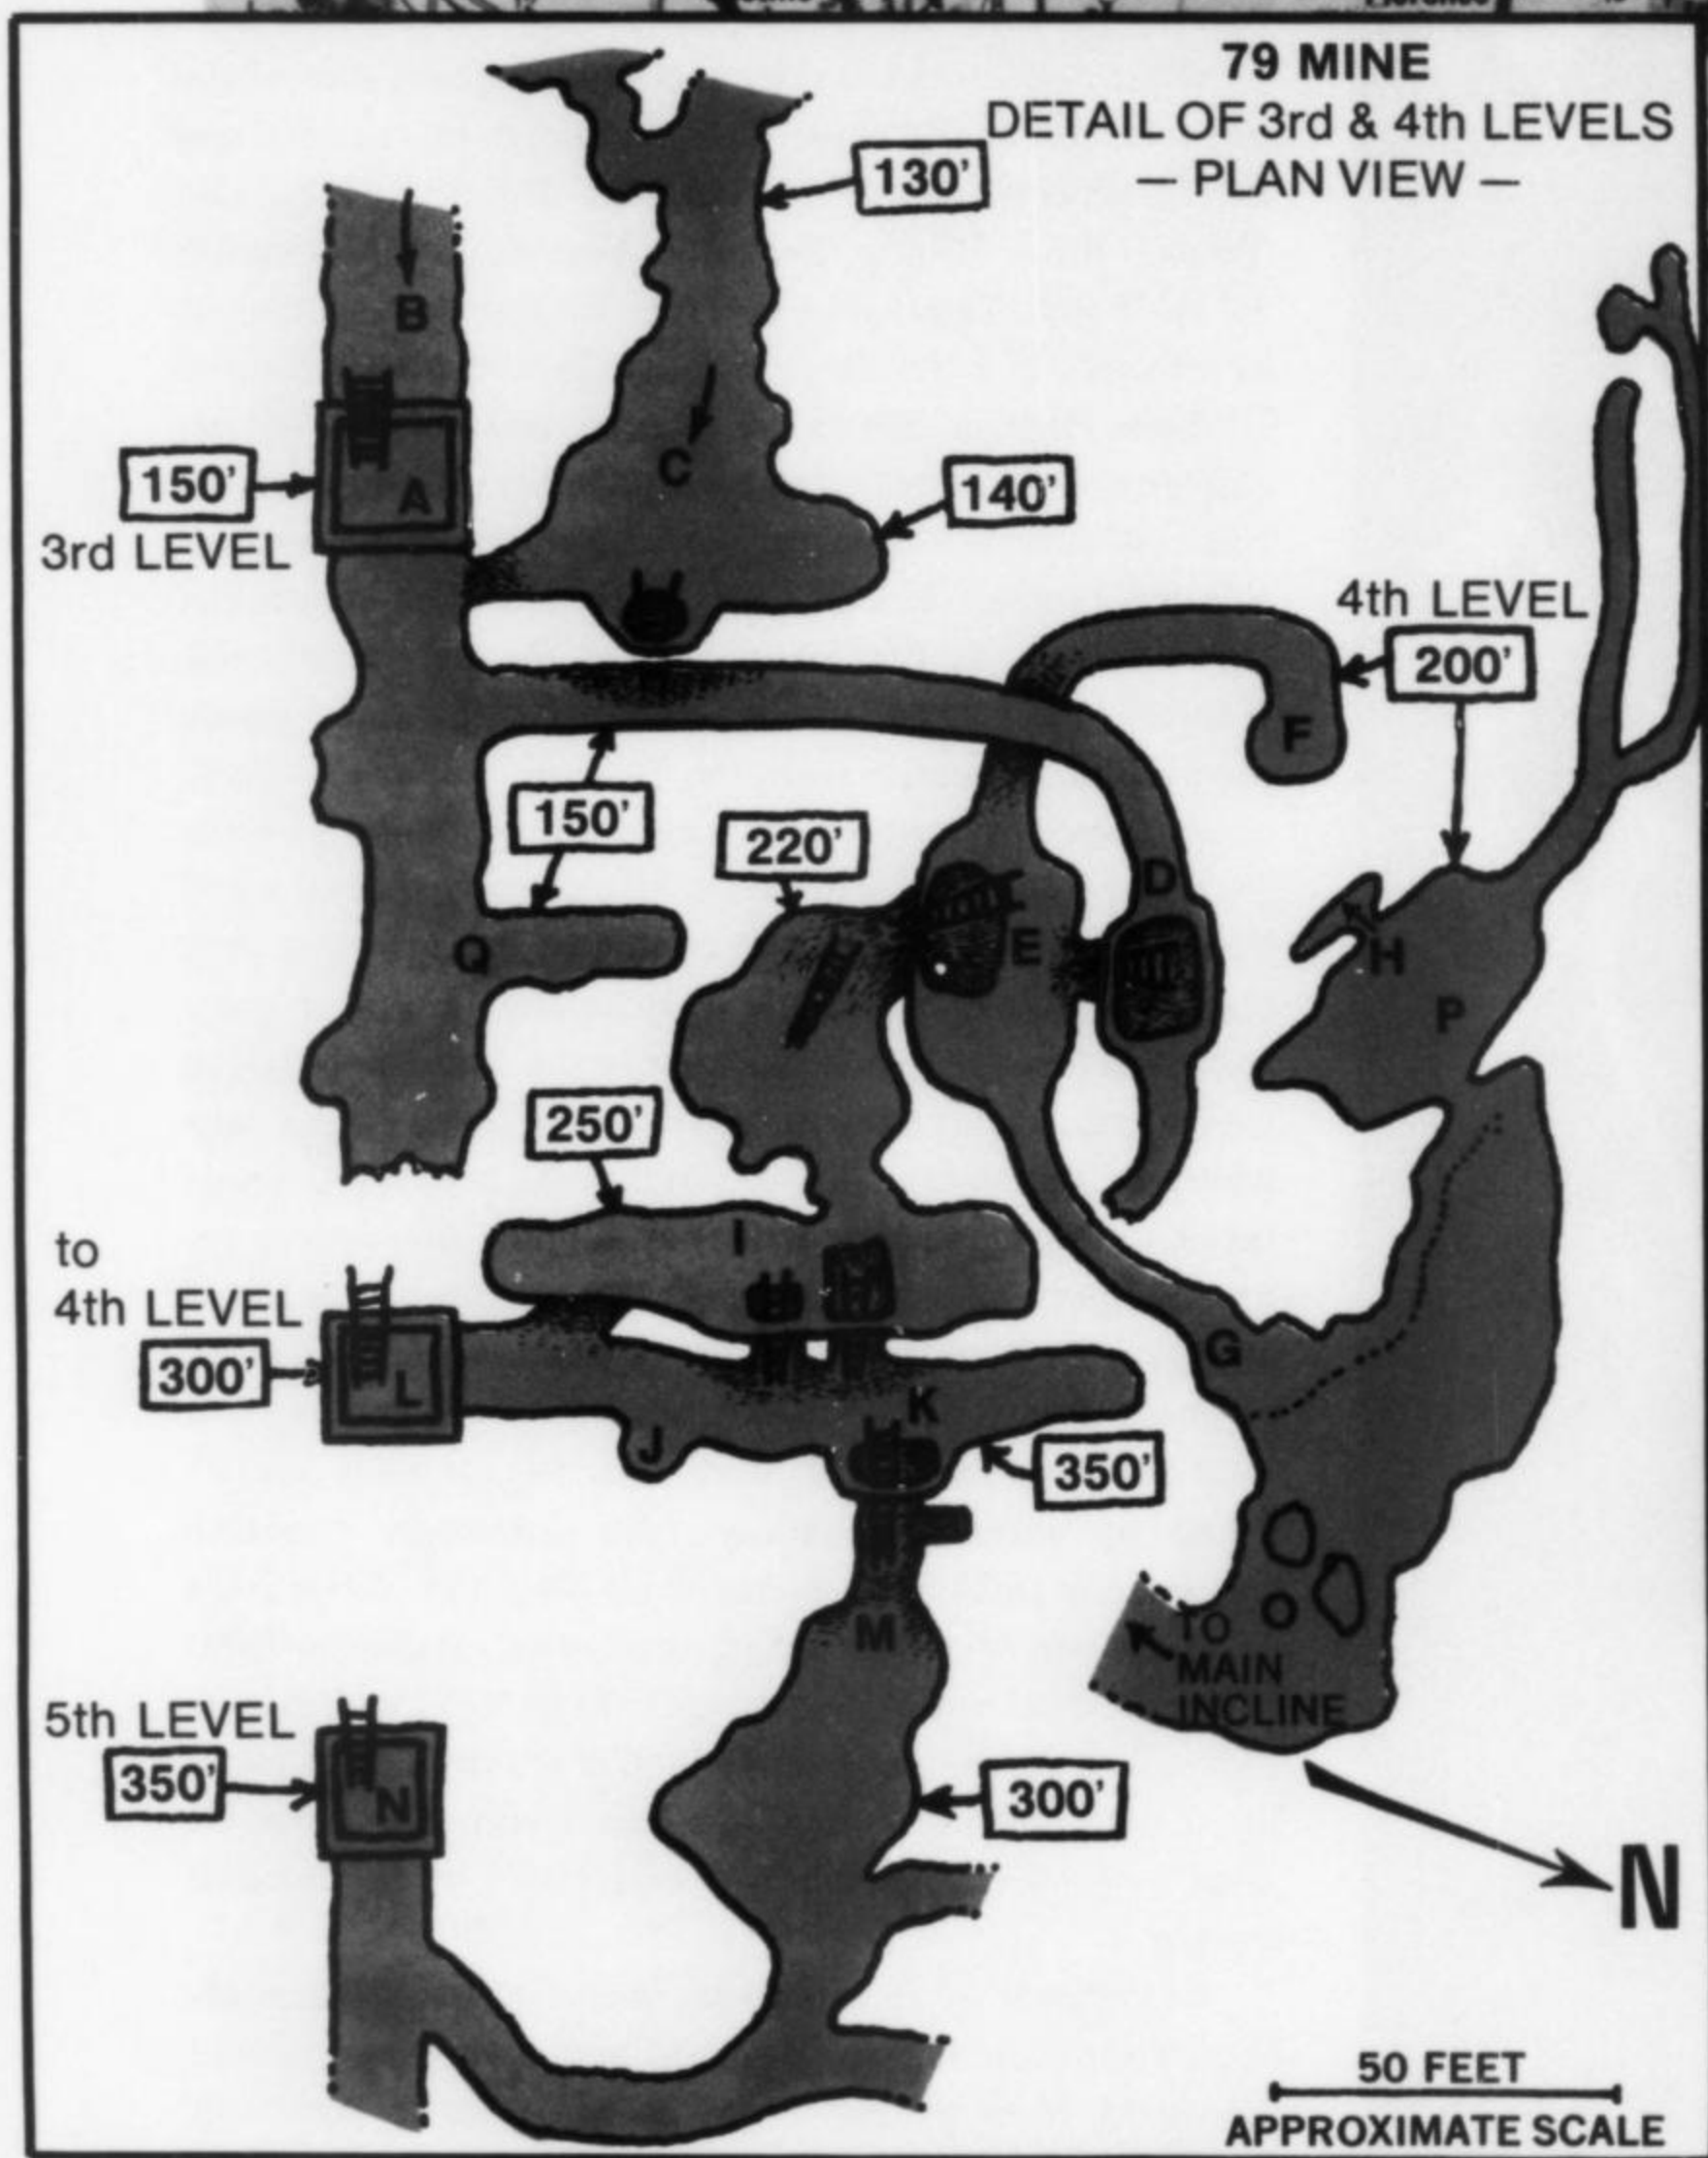 79 MINE
DETAIL OF 3rd & 4th LEVELS
— PLAN VIEW —
130'
B
150'
A
3rd LEVEL
C
140'
4th LEVEL
200'
F
150'
220'
D
E
Q
H
P
250'
I
to
4th LEVEL
300'
L
G
K
J
350'
M
O
TO
MAIN
INCLINE
5th LEVEL
350'
N
300'
N
50 FEET
APPROXIMATE SCALE